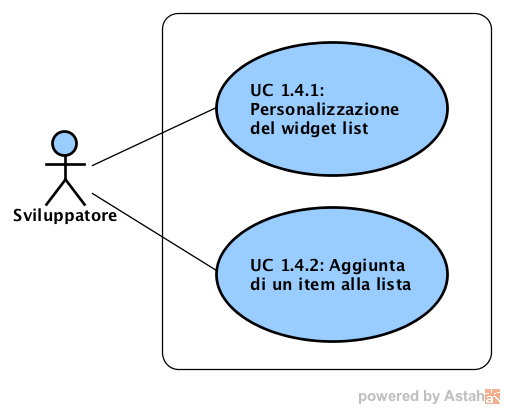 UC 1.4.1:
Personalizzazione
del widget list
Sviluppatore
UC 1.4.2: Aggiunta
di un item alla lista
powered by Astah